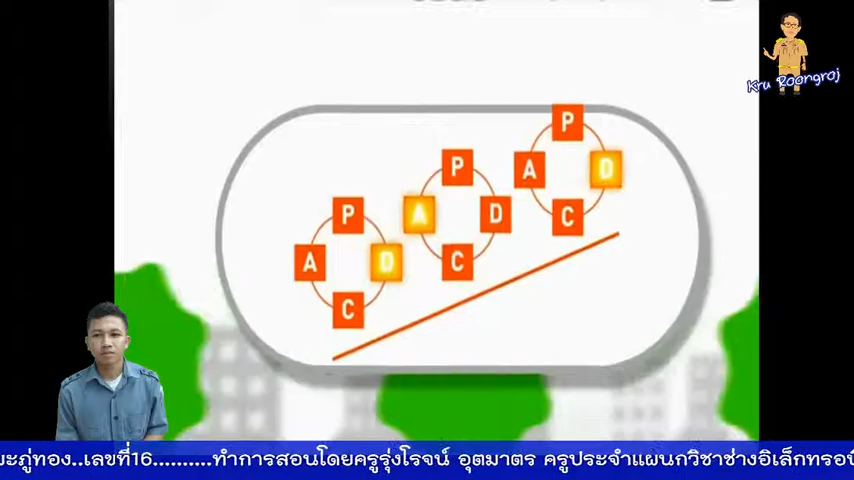 Kru Roongroj
P
A
D
C
P
A
D
C
P
A
D
C
มะภู่ทอง..เลขที่16..........ทำการสอนโดยครูรุ่งโรจน์ อุตมาตร ครูประจำแผนกวิชาช่างอิเล็กทรอนิ